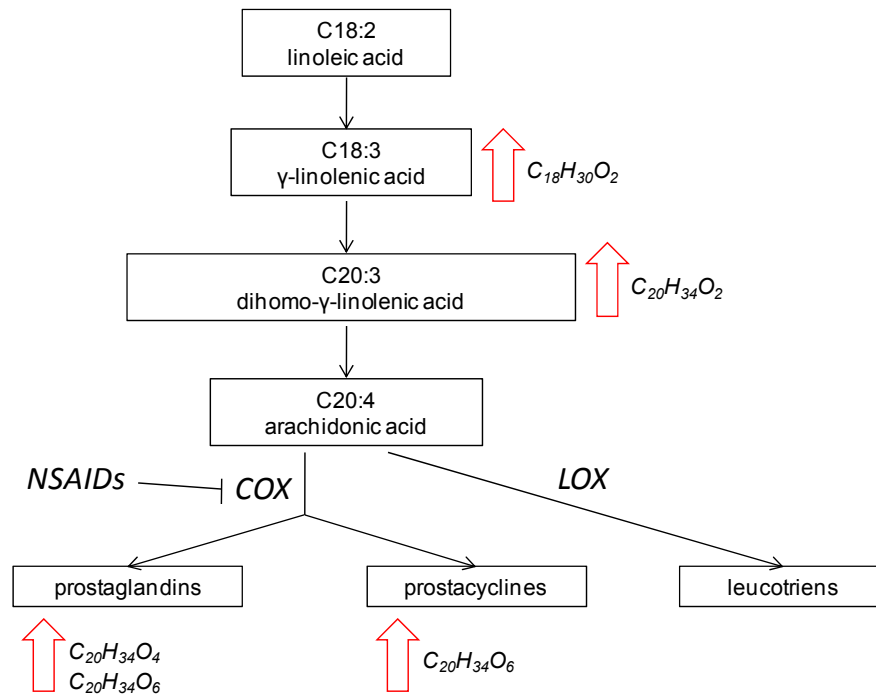 C18:2
linoleic acid
C18:3
γ-linolenic acid
C₁₈H₃₀O₂
C20:3
dihomo-γ-linolenic acid
C₂₀H₃₄O₂
C20:4
arachidonic acid
NSAIDs
COX
LOX
prostaglandins
prostacyclines
leucotriens
C₂₀H₃₄O₄
C₂₀H₃₄O₆
C₂₀H₃₄O₆